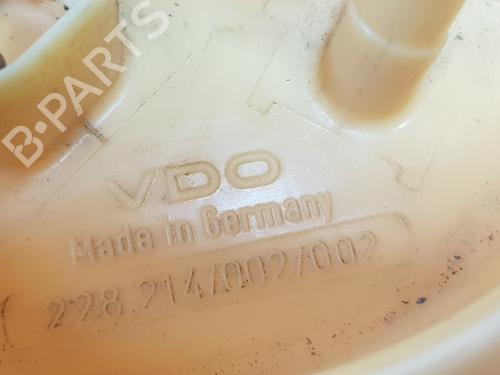 B·PARTS
VDO
Made in Germany
228.214/002/002